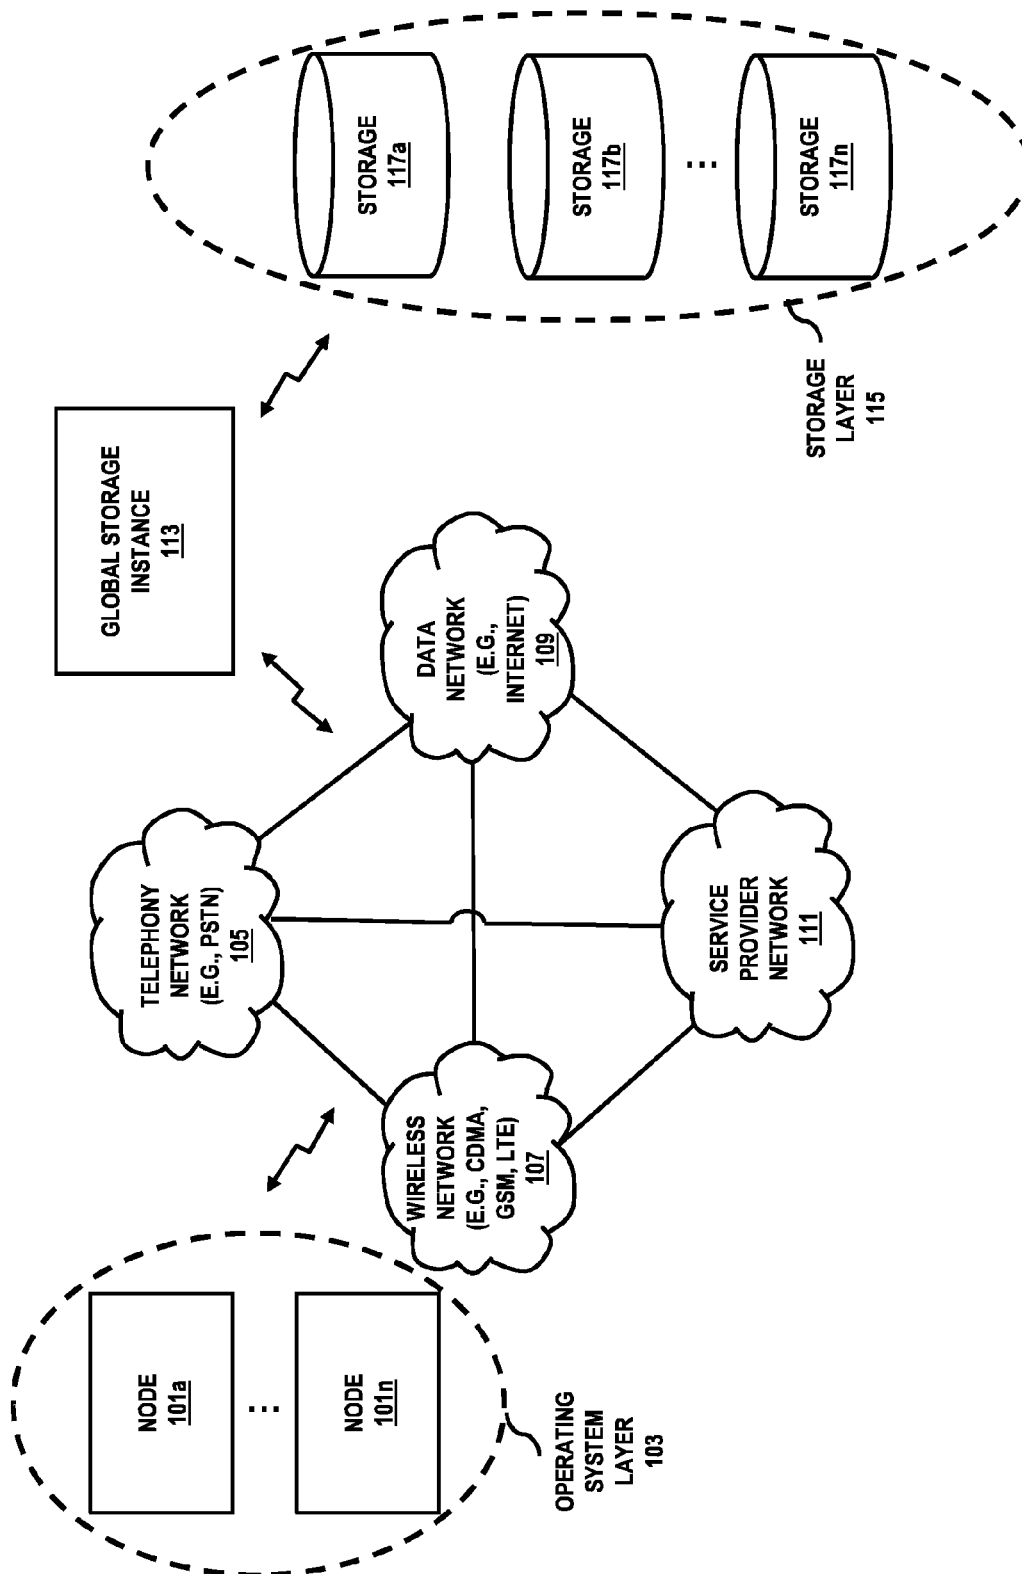 NODE
101a
...
NODE
101n
OPERATING
SYSTEM
LAYER
103
TELEPHONY
NETWORK
(E.G., PSTN)
105
WIRELESS
NETWORK
(E.G., CDMA,
GSM, LTE)
107
DATA
NETWORK
(E.G.,
INTERNET)
109
SERVICE
PROVIDER
NETWORK
111
GLOBAL STORAGE
INSTANCE
113
STORAGE
117a
STORAGE
117b
...
STORAGE
117n
STORAGE
LAYER
115